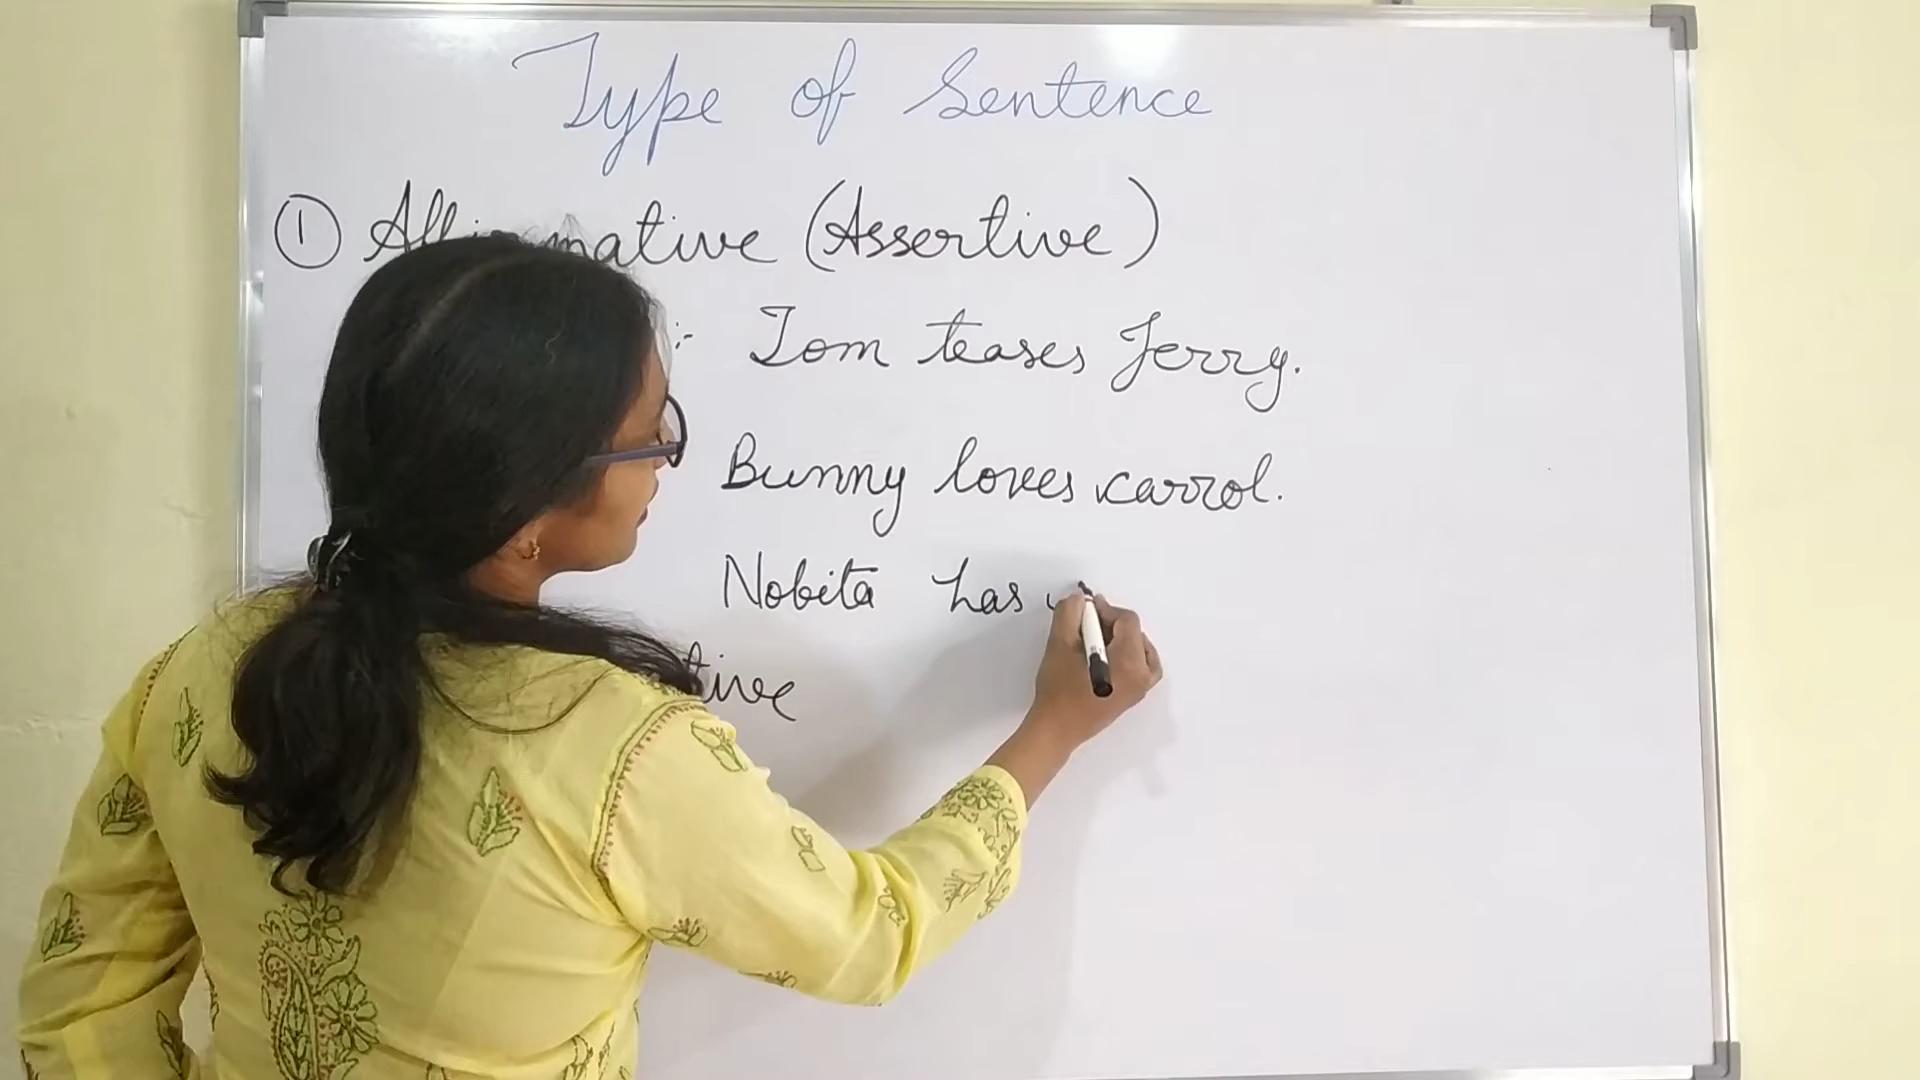 Type of Sentence
① Affirmative (Assertive)
:- Tom teases Jerry.
Bunny loves carrol.
Nobita has
tive